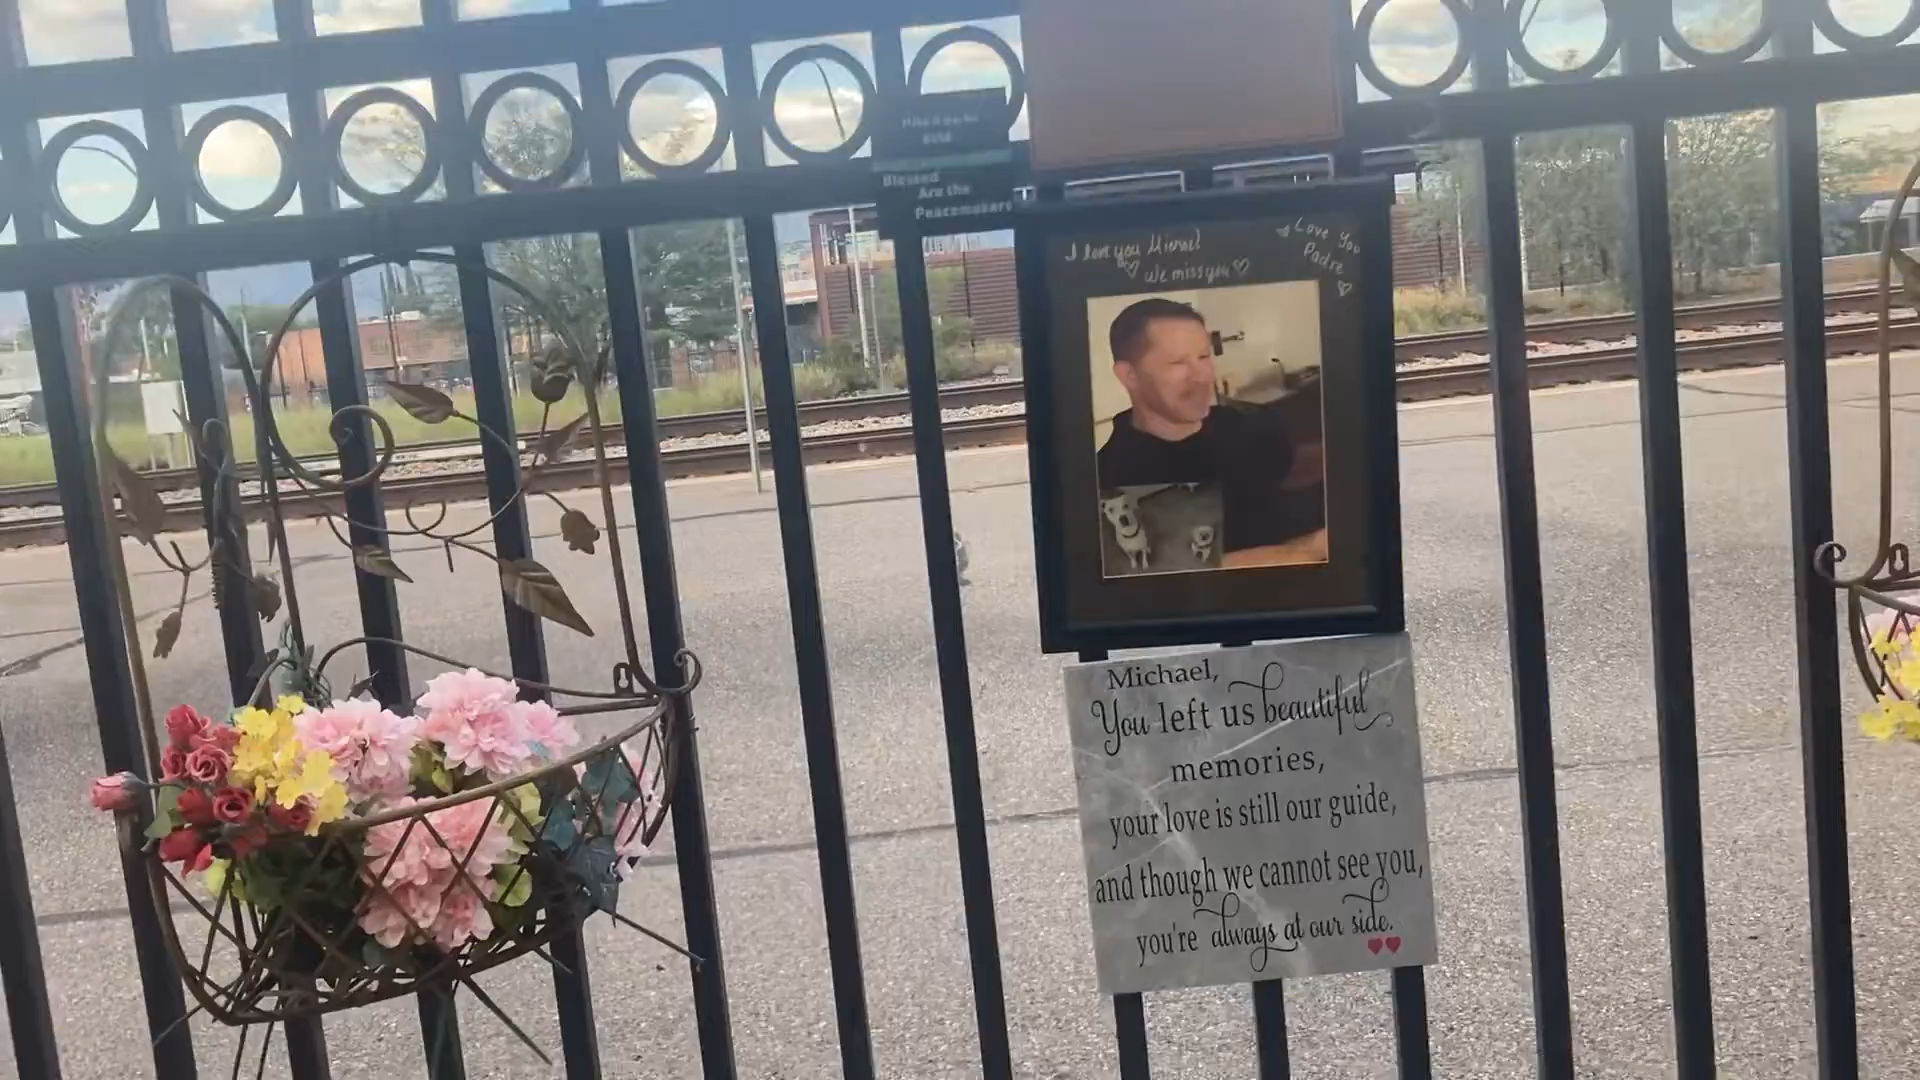 Blessed
Are the
Peacemakers
I love you Michael
We miss you
Love You
Padre
Michael,
You left us beautiful
memories,
your love is still our guide,
and though we cannot see you,
you're always at our side.